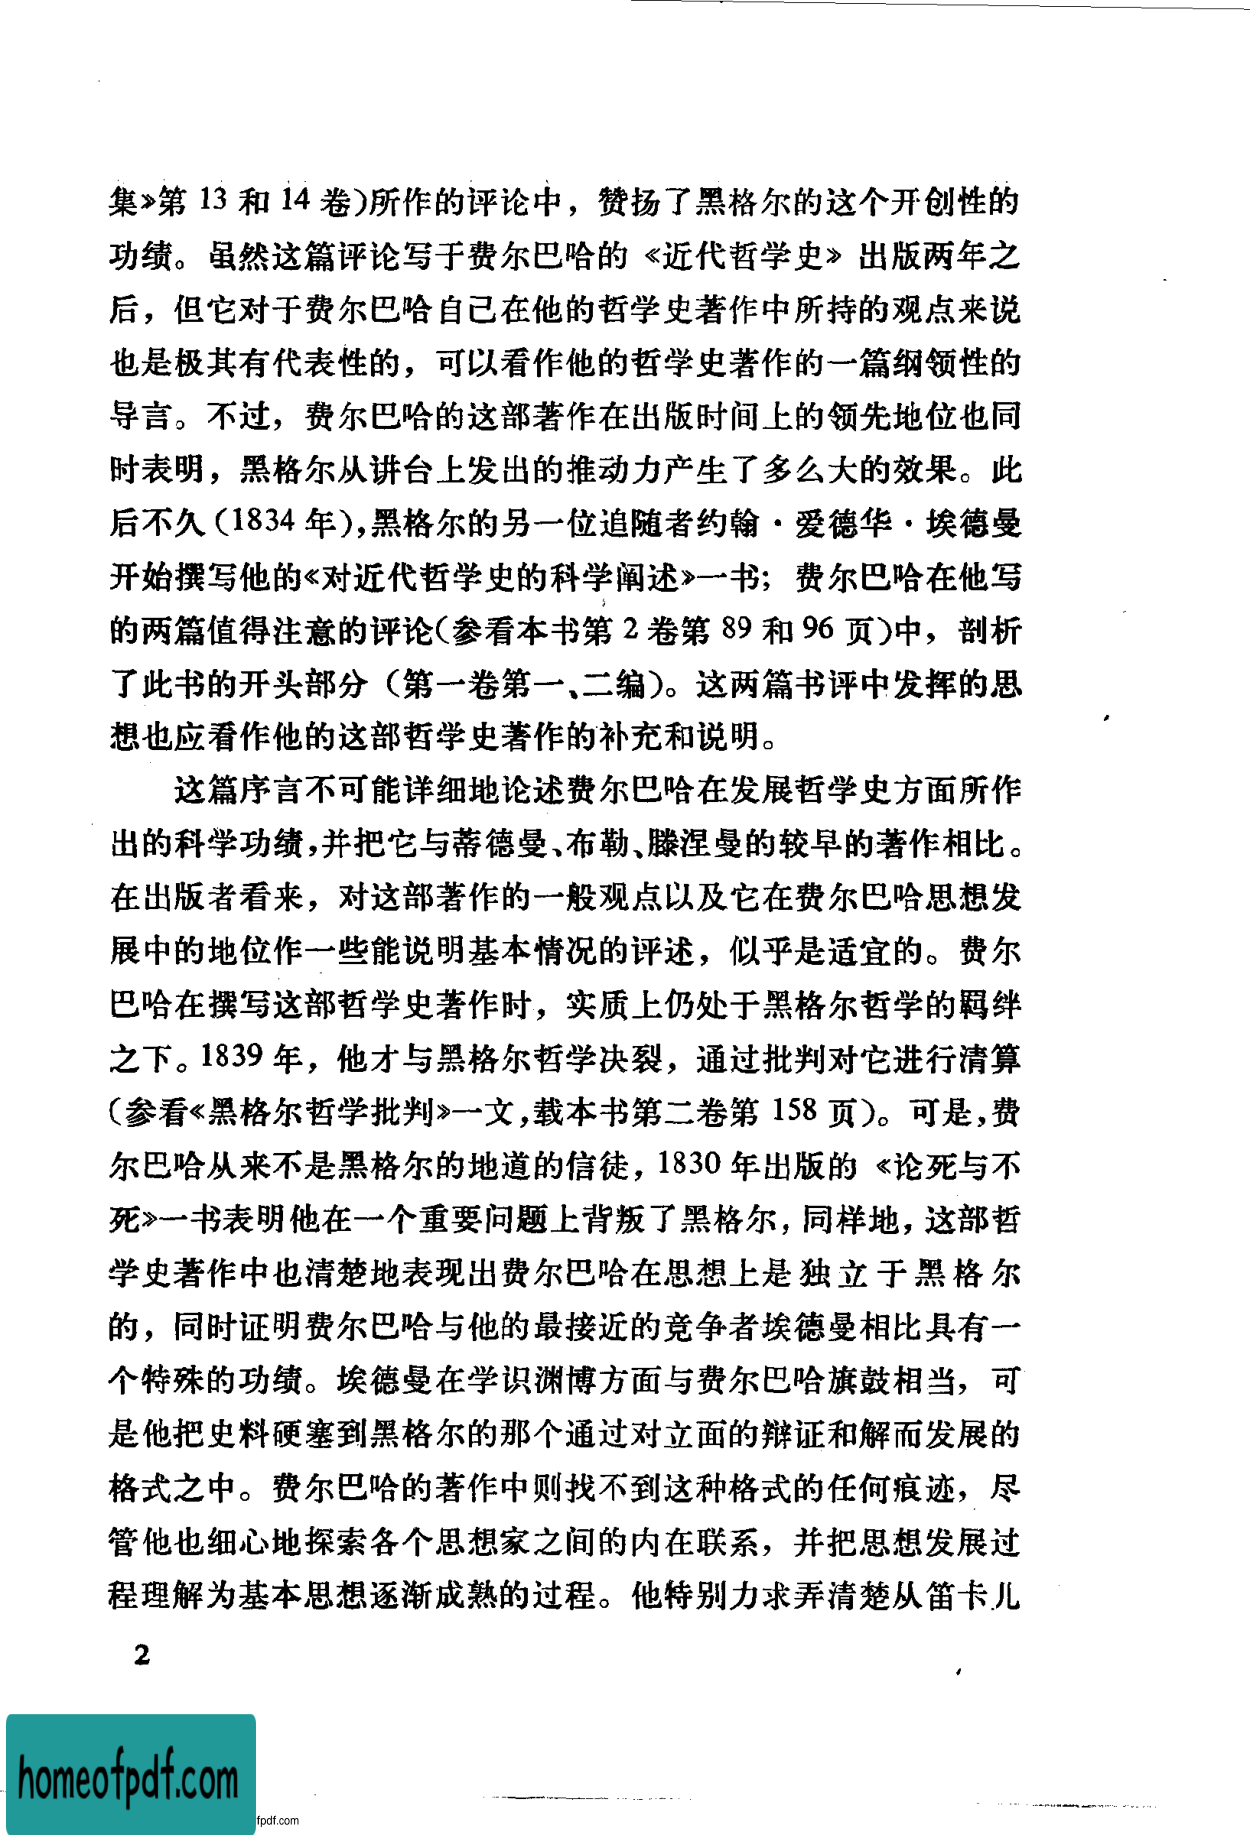 集》第 13 和 14 卷)所作的评论中，赞扬了黑格尔的这个开创性的
功绩。虽然这篇评论写于费尔巴哈的《近代哲学史》出版两年之
后，但它对于费尔巴哈自己在他的哲学史著作中所持的观点来说
也是极其有代表性的，可以看作他的哲学史著作的一篇纲领性的
导言。不过，费尔巴哈的这部著作在出版时间上的领先地位也同
时表明，黑格尔从讲台上发出的推动力产生了多么大的效果。此
后不久(1834 年)，黑格尔的另一位追随者约翰·爱德华·埃德曼
开始撰写他的《对近代哲学史的科学阐述》一书；费尔巴哈在他写
的两篇值得注意的评论(参看本书第 2 卷第 89 和 96 页)中，剖析
了此书的开头部分（第一卷第一、二编）。这两篇书评中发挥的思
想也应看作他的这部哲学史著作的补充和说明。
这篇序言不可能详细地论述费尔巴哈在发展哲学史方面所作
出的科学功绩，并把它与蒂德曼、布勒、滕涅曼的较早的著作相比。
在出版者看来，对这部著作的一般观点以及它在费尔巴哈思想发
展中的地位作一些能说明基本情况的评述，似乎是适宜的。费尔
巴哈在撰写这部哲学史著作时，实质上仍处于黑格尔哲学的羁绊
之下。1839 年，他才与黑格尔哲学决裂，通过批判对它进行清算
(参看《黑格尔哲学批判》一文，载本书第二卷第 158 页)。可是，费
尔巴哈从来不是黑格尔的地道的信徒，1830 年出版的《论死与不
死》一书表明他在一个重要问题上背叛了黑格尔，同样地，这部哲
学史著作中也清楚地表现出费尔巴哈在思想上是独立于黑格尔
的，同时证明费尔巴哈与他的最接近的竞争者埃德曼相比具有一
个特殊的功绩。埃德曼在学识渊博方面与费尔巴哈旗鼓相当，可
是他把史料硬塞到黑格尔的那个通过对立面的辩证和解而发展的
格式之中。费尔巴哈的著作中则找不到这种格式的任何痕迹，尽
管他也细心地探索各个思想家之间的内在联系，并把思想发展过
程理解为基本思想逐渐成熟的过程。他特别力求弄清楚从笛卡儿
2
homeofpdf.com
fpdf.com